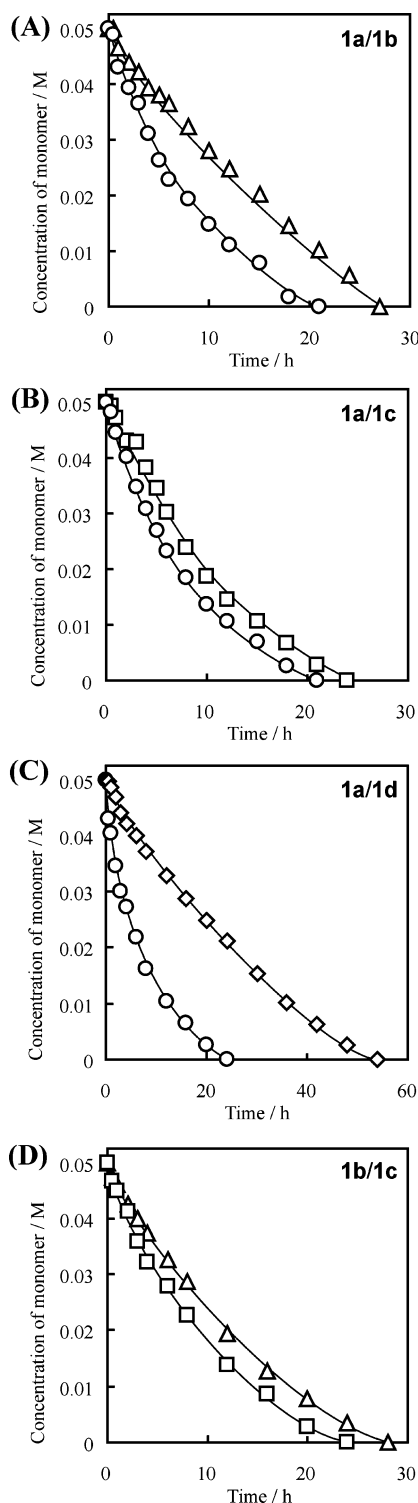 (A)
1a/1b
Concentration of monomer / M
0.05
0.04
0.03
0.02
0.01
0
0 10 20 30
Time / h
(B)
1a/1c
Concentration of monomer / M
0.05
0.04
0.03
0.02
0.01
0
0 10 20 30
Time / h
(C)
1a/1d
Concentration of monomer / M
0.05
0.04
0.03
0.02
0.01
0
0 20 40 60
Time / h
(D)
1b/1c
Concentration of monomer / M
0.05
0.04
0.03
0.02
0.01
0
0 10 20 30
Time / h